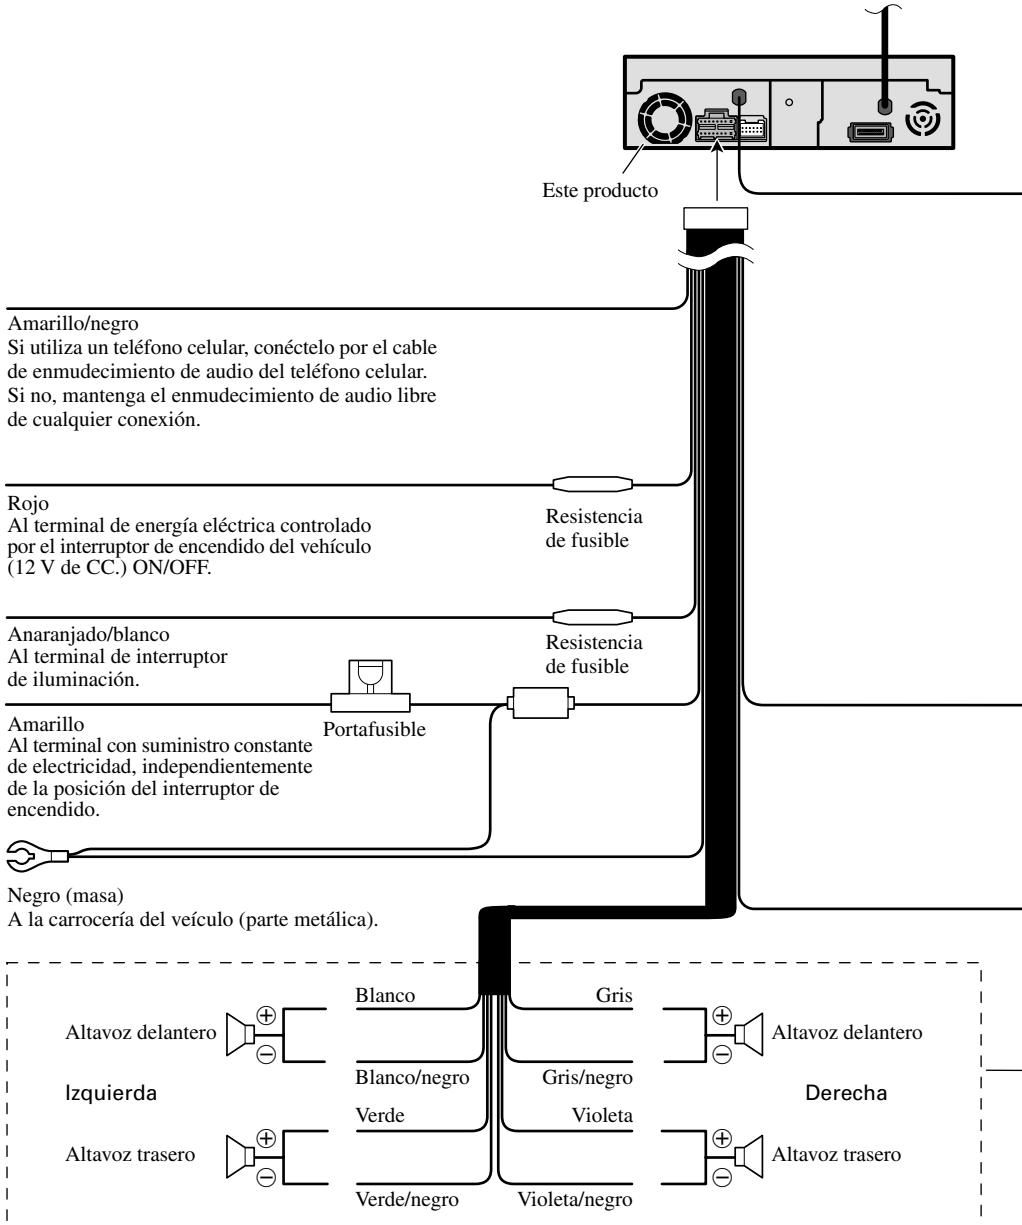 Este producto
Amarillo/negro
Si utiliza un teléfono celular, conéctelo por el cable
de enmudecimiento de audio del teléfono celular.
Si no, mantenga el enmudecimiento de audio libre
de cualquier conexión.
Rojo
Al terminal de energía eléctrica controlado
por el interruptor de encendido del vehículo
(12 V de CC.) ON/OFF.
Resistencia
de fusible
Anaranjado/blanco
Al terminal de interruptor
de iluminación.
Resistencia
de fusible
Amarillo
Al terminal con suministro constante
de electricidad, independientemente
de la posición del interruptor de
encendido.
Portafusible
Negro (masa)
A la carrocería del veículo (parte metálica).
Blanco
Gris
Altavoz delantero
⊕
⊖
⊕
⊖
Altavoz delantero
Blanco/negro
Gris/negro
Izquierda
Derecha
Verde
Violeta
Altavoz trasero
⊕
⊖
⊕
⊖
Altavoz trasero
Verde/negro
Violeta/negro